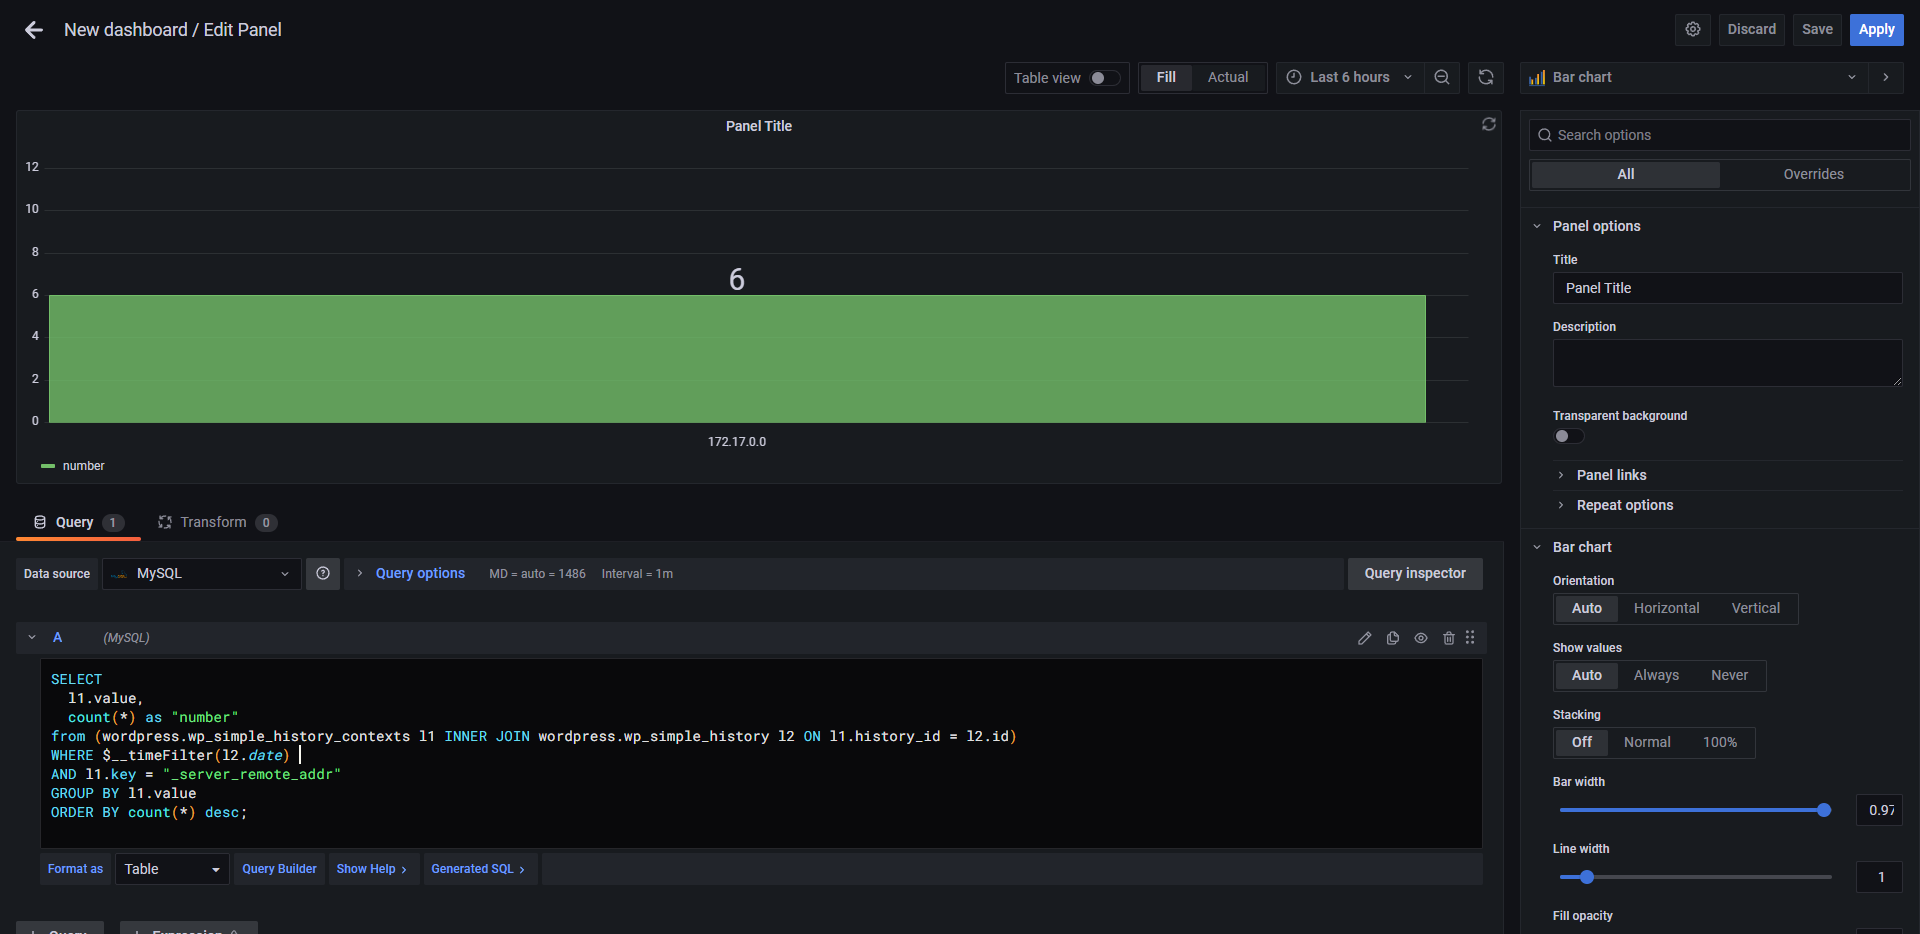 New dashboard / Edit Panel
Discard
Save
Apply
Table view
Fill
Actual
Last 6 hours
Bar chart
Panel Title
12
10
8
6
4
2
0
6
172.17.0.0
number
Query 1
Transform 0
Data source
MySQL
Query options
MD = auto = 1486
Interval = 1m
Query inspector
A
(MySQL)
SELECT
l1.value,
count(*) as "number"
from (wordpress.wp_simple_history_contexts l1 INNER JOIN wordpress.wp_simple_history l2 ON l1.history_id = l2.id)
WHERE $__timeFilter(l2.date)
AND l1.key = "_server_remote_addr"
GROUP BY l1.value
ORDER BY count(*) desc;
Format as
Table
Query Builder
Show Help >
Generated SQL >
+ Query
+ Expression
Search options
All
Overrides
Panel options
Title
Panel Title
Description
Transparent background
Panel links
Repeat options
Bar chart
Orientation
Auto
Horizontal
Vertical
Show values
Auto
Always
Never
Stacking
Off
Normal
100%
Bar width
0.97
Line width
1
Fill opacity